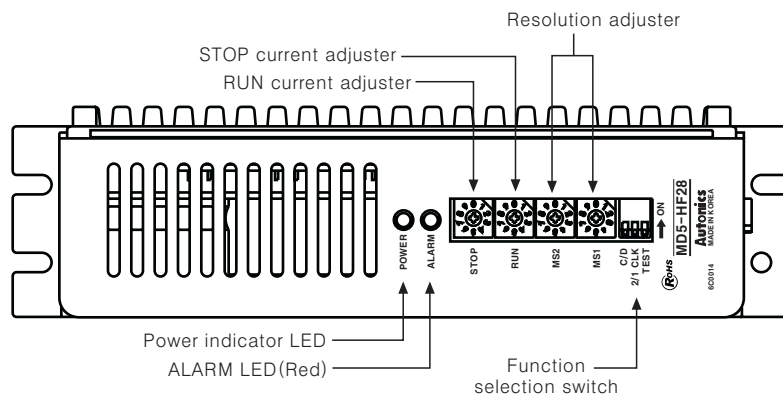 Resolution adjuster
STOP current adjuster
RUN current adjuster
POWER
ALARM
STOP
RUN
MS2
MS1
C/D
2/1 CLK
TEST
ON
RoHS
MD5-HF28
Autonics
MADE IN KOREA
6C0014
Power indicator LED
ALARM LED(Red)
Function
selection switch